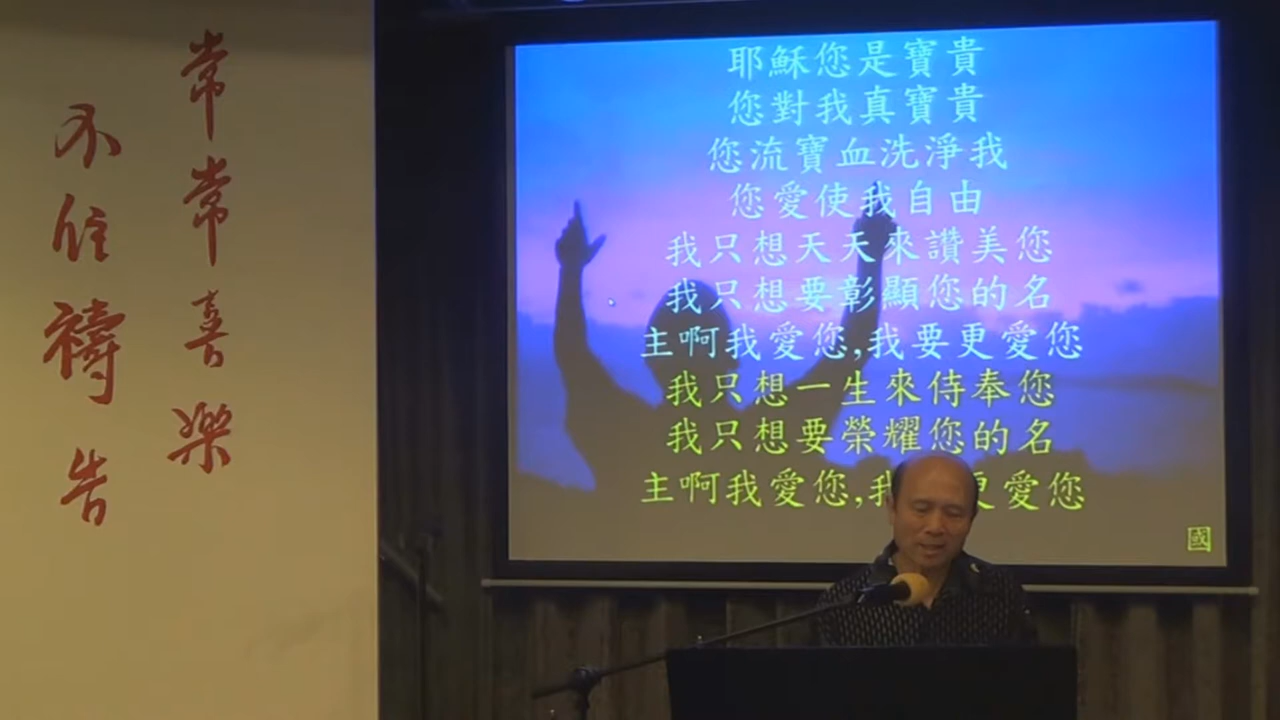 常常喜樂
不住禱告
耶穌您是寶貴
您對我真寶貴
您流寶血洗淨我
您愛使我自由
我只想天天來讚美您
我只想要彰顯您的名
主啊我愛您,我要更愛您
我只想一生來侍奉您
我只想要榮耀您的名
主啊我愛您,我 更愛您
國